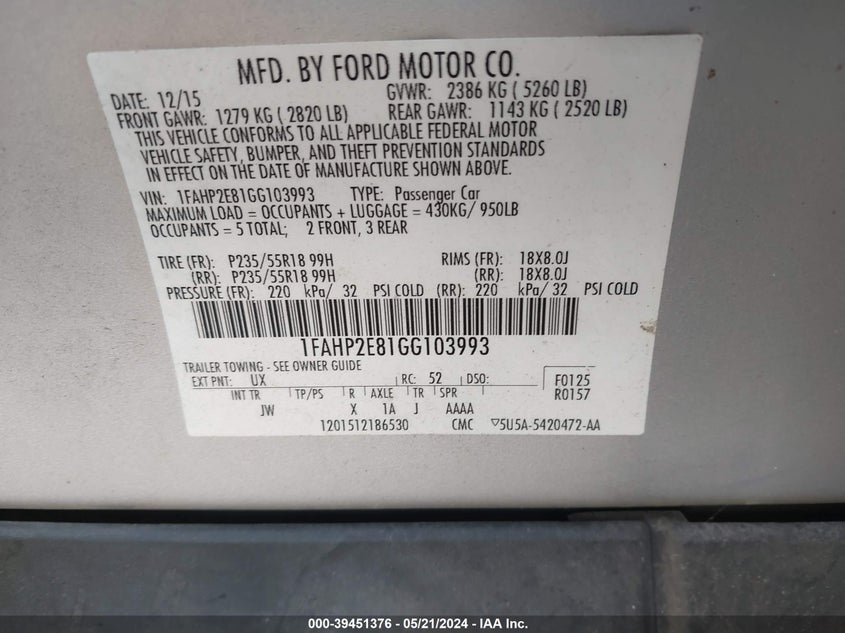 MFD. BY FORD MOTOR CO.
DATE: 12/15 GVWR: 2386 KG ( 5260 LB)
FRONT GAWR: 1279 KG ( 2820 LB) REAR GAWR: 1143 KG ( 2520 LB)
THIS VEHICLE CONFORMS TO ALL APPLICABLE FEDERAL MOTOR
VEHICLE SAFETY, BUMPER, AND THEFT PREVENTION STANDARDS
IN EFFECT ON THE DATE OF MANUFACTURE SHOWN ABOVE.
VIN: 1FAHP2E81GG103993 TYPE: Passenger Car
MAXIMUM LOAD = OCCUPANTS + LUGGAGE = 430KG/ 950LB
OCCUPANTS = 5 TOTAL; 2 FRONT, 3 REAR
TIRE (FR): P235/55R18 99H RIMS (FR): 18X8.0J
(RR): P235/55R18 99H (RR): 18X8.0J
PRESSURE (FR): 220 kPa/ 32 PSI COLD (RR): 220 kPa/ 32 PSI COLD
1FAHP2E81GG103993
TRAILER TOWING - SEE OWNER GUIDE
EXT PNT: UX RC: 52 DSO: F0125
INT TR TP/PS R AXLE TR SPR R0157
JW X 1A J AAAA
1201512186530 CMC ▽5U5A-5420472-AA
000-39451376 - 05/21/2024 - IAA Inc.